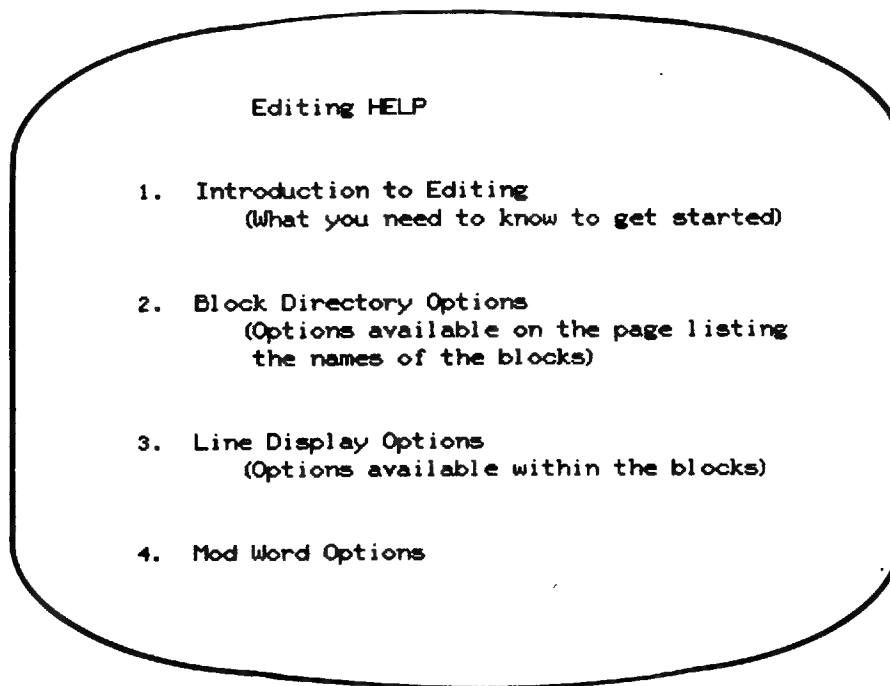 Editing HELP
1. Introduction to Editing
(What you need to know to get started)
2. Block Directory Options
(Options available on the page listing
the names of the blocks)
3. Line Display Options
(Options available within the blocks)
4. Mod Word Options